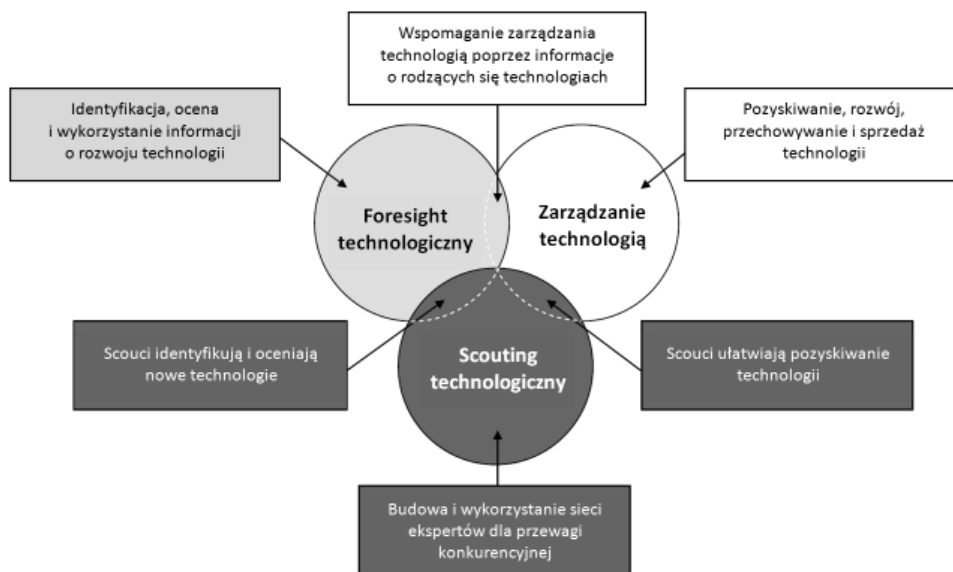 Wspomaganie zarządzania
technologią poprzez informacje
o rodzących się technologiach
Identyfikacja, ocena
i wykorzystanie informacji
o rozwoju technologii
Pozyskiwanie, rozwój,
przechowywanie i sprzedaż
technologii
Foresight
technologiczny
Zarządzanie
technologią
Scouci identyfikują i oceniają
nowe technologie
Scouting
technologiczny
Scouci ułatwiają pozyskiwanie
technologii
Budowa i wykorzystanie sieci
ekspertów dla przewagi
konkurencyjnej